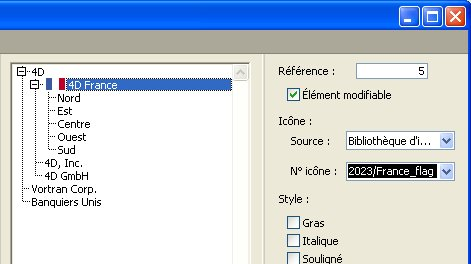 4D
4D France
Nord
Est
Centre
Ouest
Sud
4D, Inc.
4D GmbH
Vortran Corp.
Banquiers Unis
Référence :
5
Élément modifiable
Icône :
Source :
Bibliothèque d'i...
N° icône :
2023/France_flag
Style :
Gras
Italique
Souligné